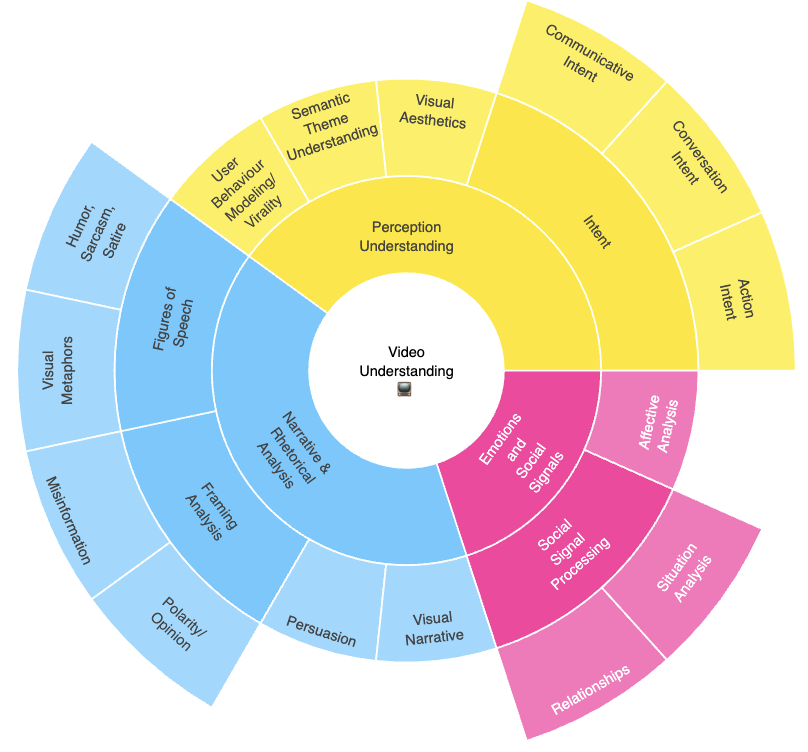 Communicative
Intent
Conversation
Intent
Action
Intent
Intent
Visual
Aesthetics
Semantic
Theme
Understanding
User
Behaviour
Modeling/
Virality
Perception
Understanding
Video
Understanding
Humor,
Sarcasm,
Satire
Figures of
Speech
Visual
Metaphors
Narrative &
Rhetorical
Analysis
Framing
Analysis
Misinformation
Polarity/
Opinion
Persuasion
Visual
Narrative
Emotions
and
Social
Signals
Affective
Analysis
Social
Signal
Processing
Situation
Analysis
Relationships